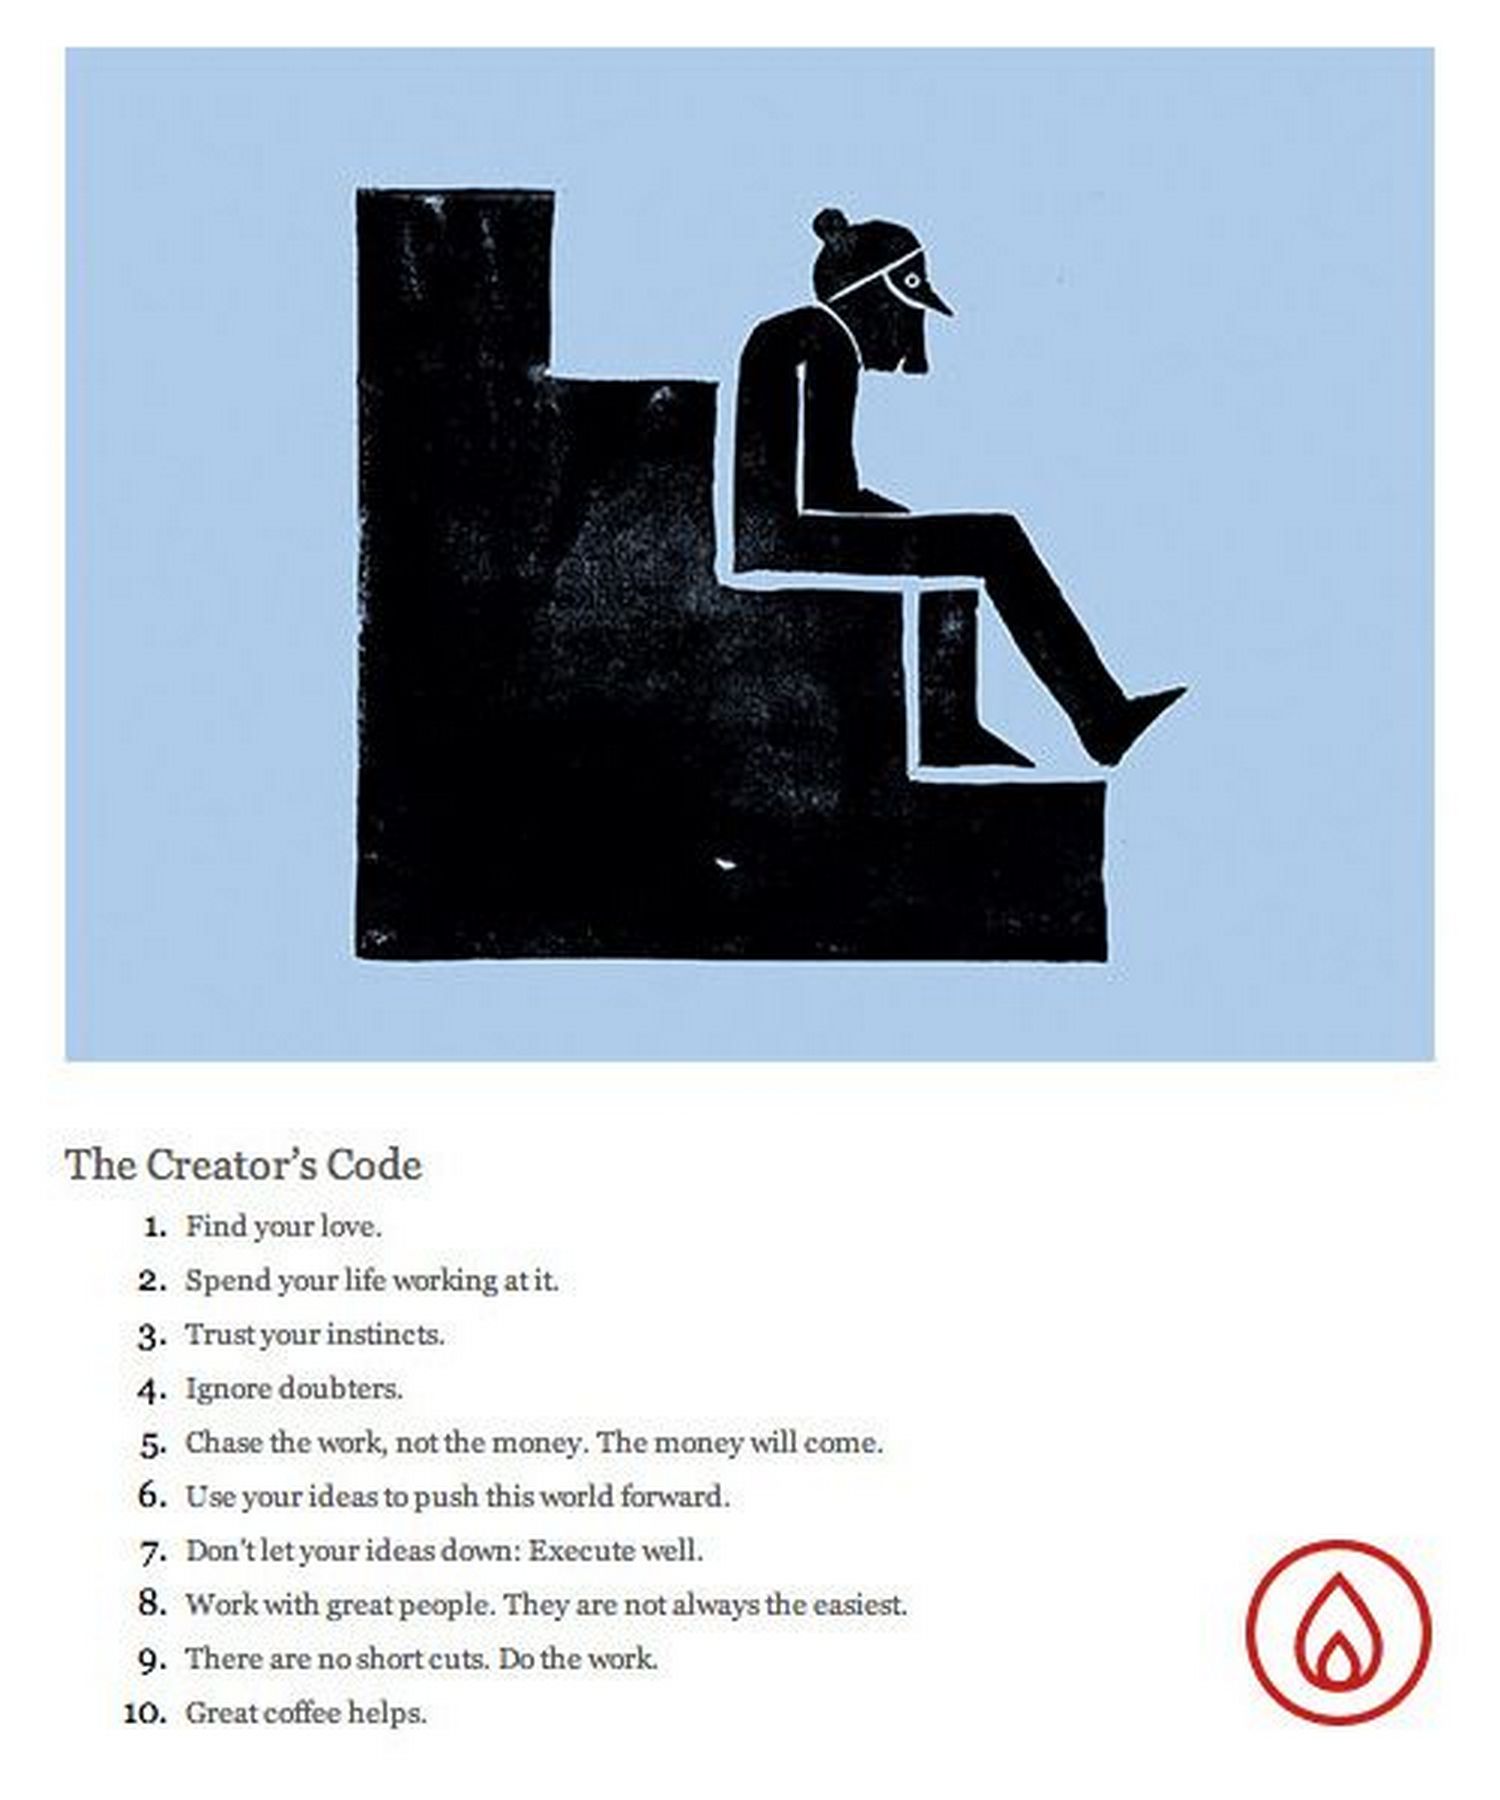 The Creator’s Code
1. Find your love.
2. Spend your life working at it.
3. Trust your instincts.
4. Ignore doubters.
5. Chase the work, not the money. The money will come.
6. Use your ideas to push this world forward.
7. Don't let your ideas down: Execute well.
8. Work with great people. They are not always the easiest.
9. There are no short cuts. Do the work.
10. Great coffee helps.